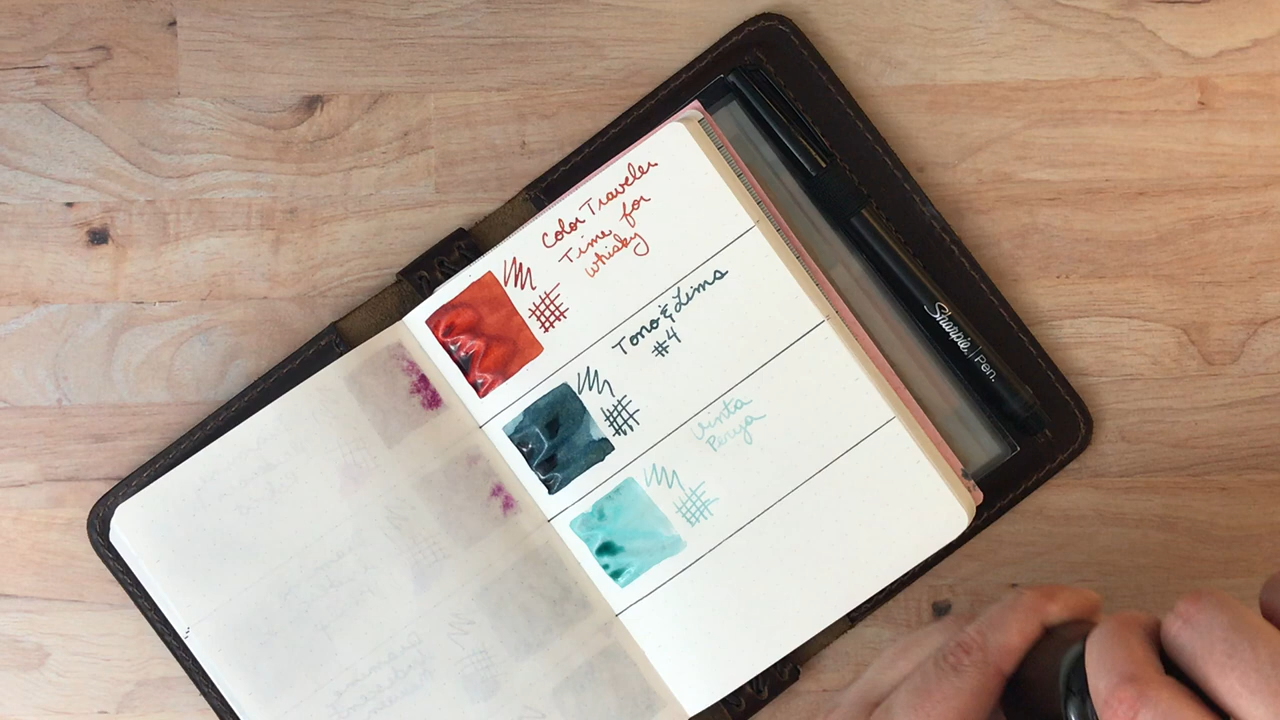 Color Traveler
Time for
whisky
Tono & Lims
#4
Vinta
Perya
Sharpie. | Pen.